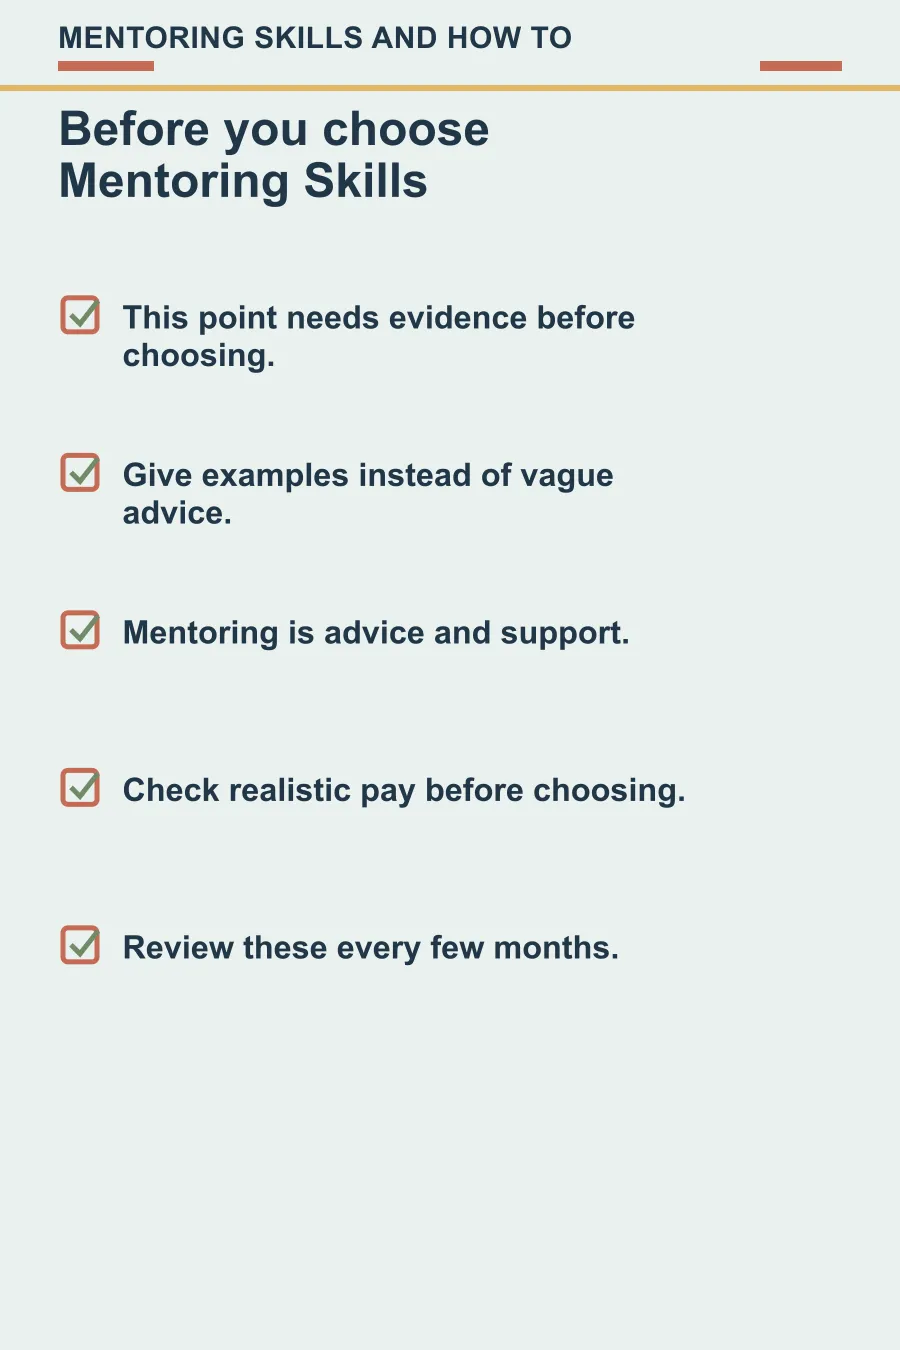 MENTORING SKILLS AND HOW TO
Before you choose
Mentoring Skills
This point needs evidence before
choosing.
Give examples instead of vague
advice.
Mentoring is advice and support.
Check realistic pay before choosing.
Review these every few months.